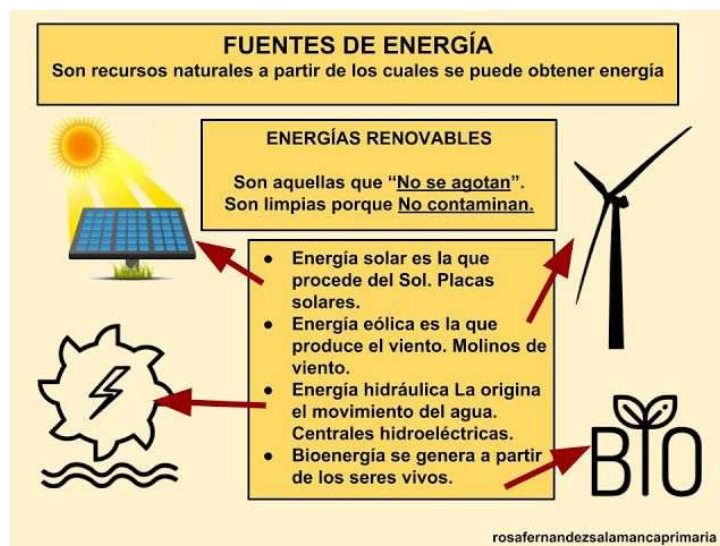 FUENTES DE ENERGÍA
Son recursos naturales a partir de los cuales se puede obtener energía
ENERGÍAS RENOVABLES
Son aquellas que “No se agotan”.
Son limpias porque No contaminan.
● Energía solar es la que
procede del Sol. Placas
solares.
● Energía eólica es la que
produce el viento. Molinos de
viento.
● Energía hidráulica La origina
el movimiento del agua.
Centrales hidroeléctricas.
● Bioenergía se genera a partir
de los seres vivos.
BIO
rosafernandezsalamancaprimaria